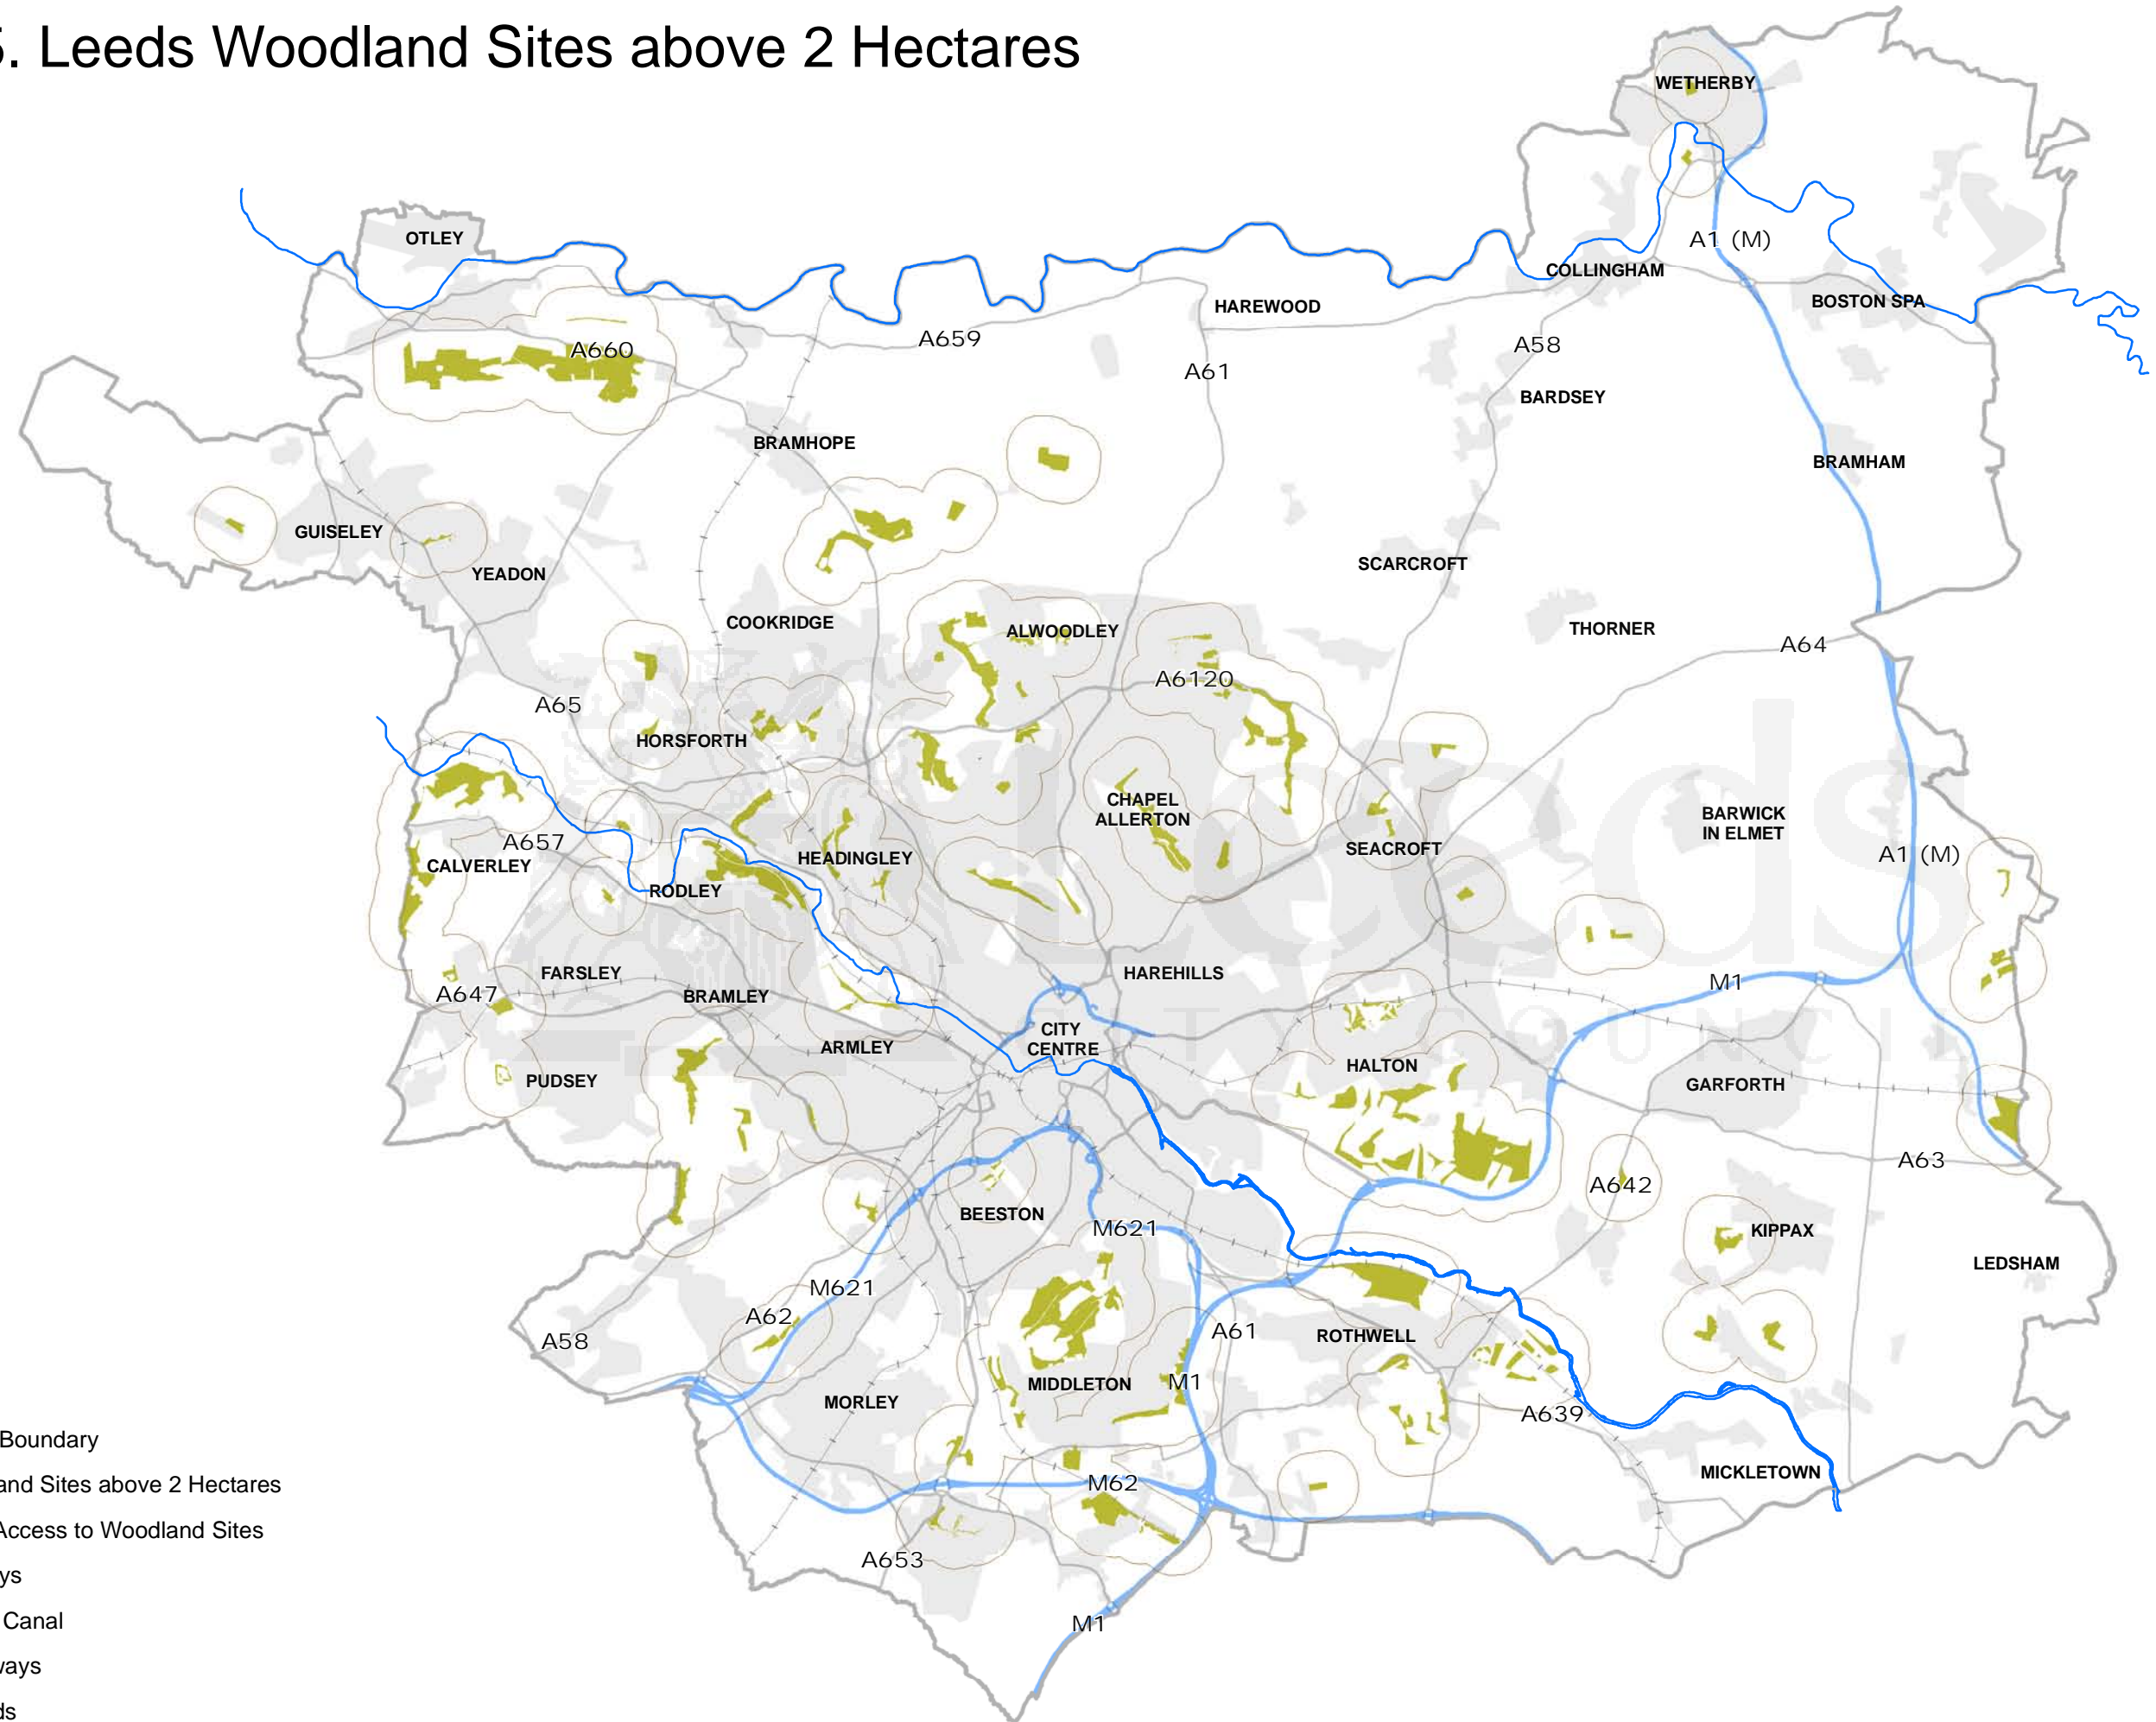 5. Leeds Woodland Sites above 2 Hectares
WETHERBY
OTLEY
A1 (M)
COLLINGHAM
BOSTON SPA
HAREWOOD
A659
A58
A660
A61
BARDSEY
BRAMHOPE
BRAMHAM
GUISELEY
YEADON
SCARCROFT
COOKRIDGE
ALWOODLEY
THORNER
A64
A6120
A65
HORSFORTH
CHAPEL
ALLERTON
BARWICK
IN ELMET
A657
CALVERLEY
HEADINGLEY
SEACROFT
A1 (M)
RODLEY
FARSLEY
HAREHILLS
A647
BRAMLEY
M1
Leeds
CITY COUNCIL
CITY
CENTRE
ARMLEY
HALTON
PUDSEY
GARFORTH
A63
A642
BEESTON
M621
KIPPAX
LEDSHAM
M621
A62
A58
A61
ROTHWELL
MIDDLETON
M1
MORLEY
A639
MICKLETOWN
M62
A653
M1
Boundary
and Sites above 2 Hectares
Access to Woodland Sites
ys
Canal
ways
ds